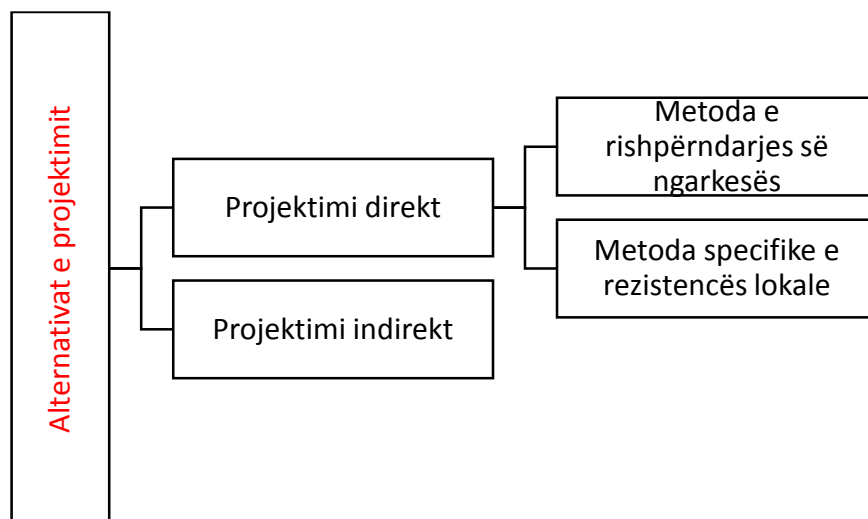 Alternativat e projektimit
Projektimi direkt
Projektimi indirekt
Metoda e
rishpërndarjes së
ngarkesës
Metoda specifike e
rezistencës lokale